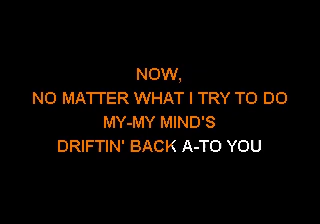 NOW,
NO MATTER WHAT I TRY TO DO
MY-MY MIND'S
DRIFTIN' BACK A-TO YOU